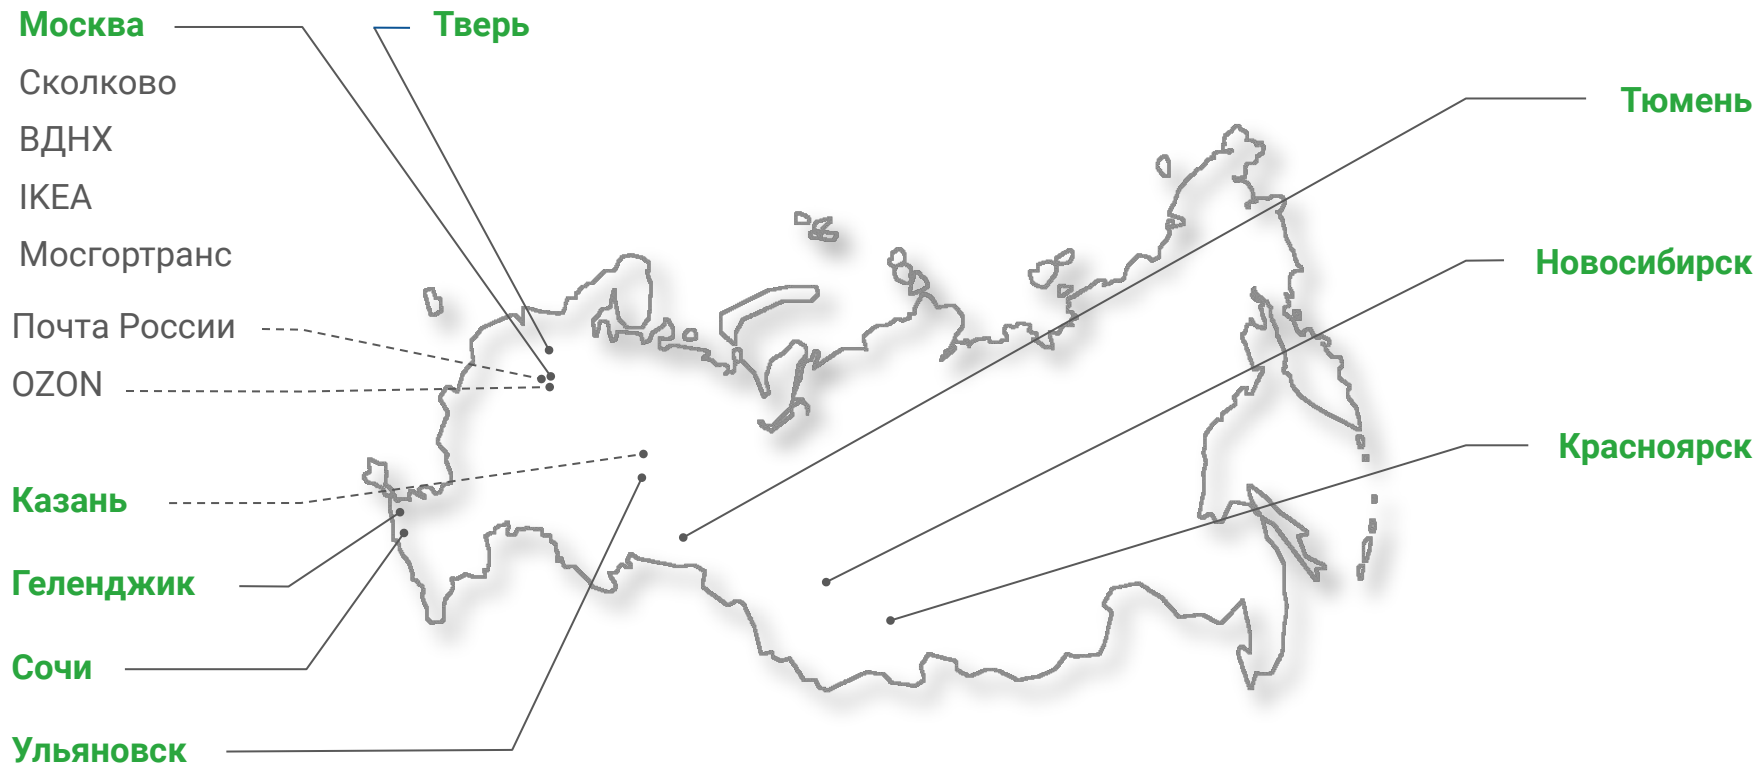 Москва
Сколково
ВДНХ
IKEA
Мосгортранс
Почта России
OZON
Казань
Геленджик
Сочи
Ульяновск
Тверь
Тюмень
Новосибирск
Красноярск